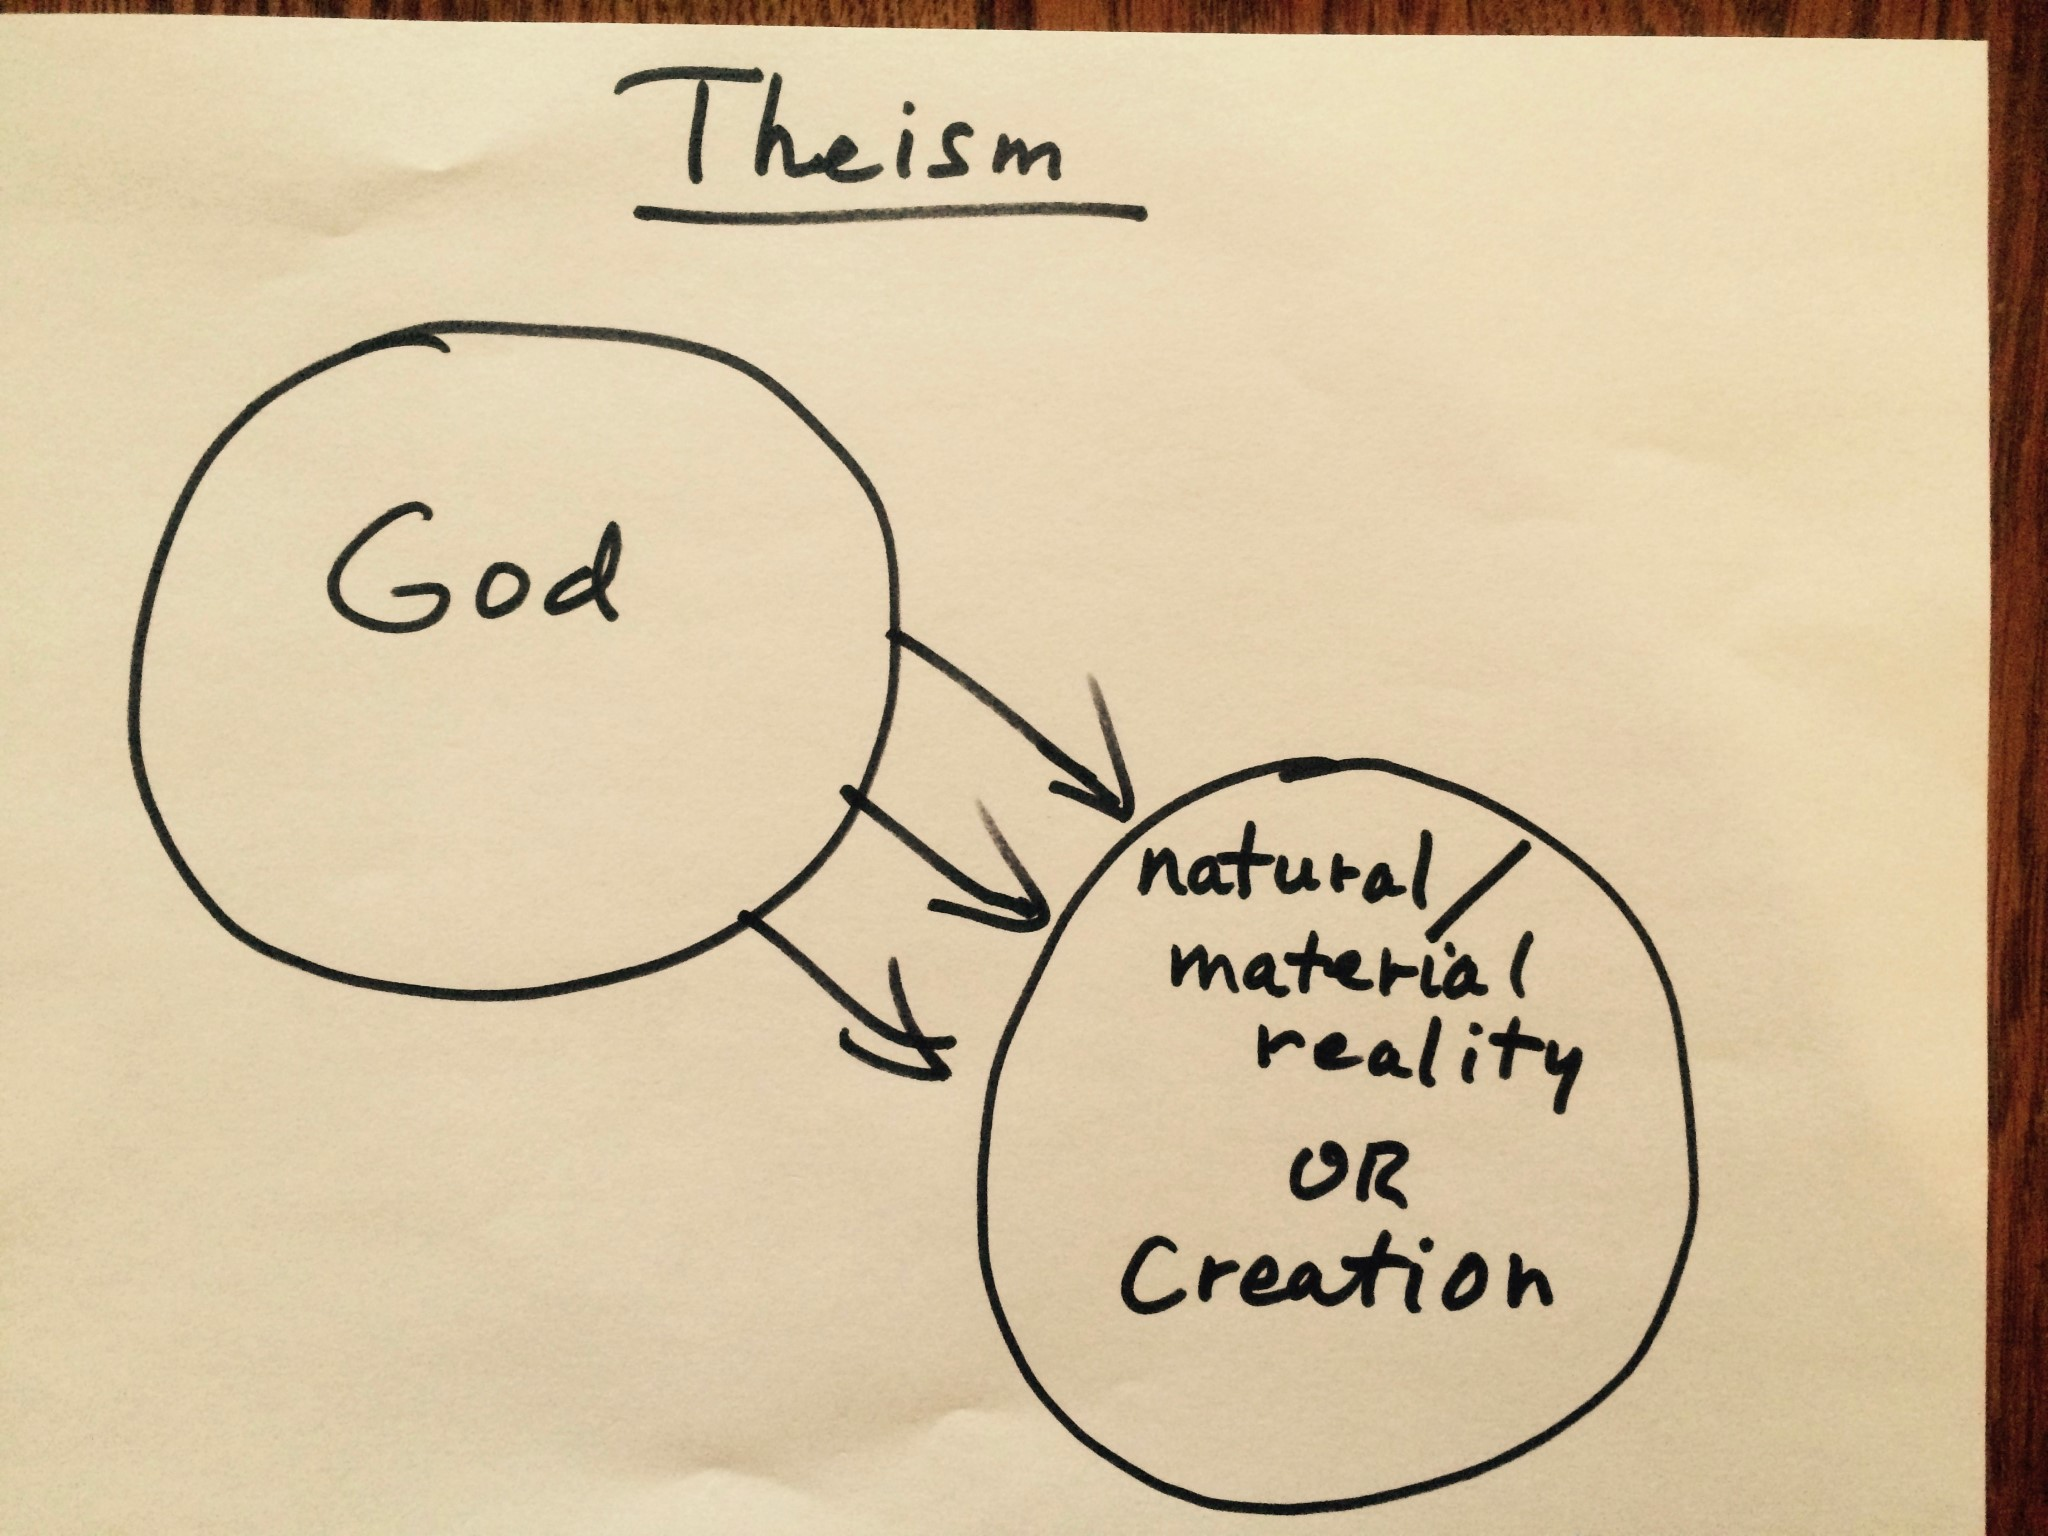 Theism
God
natural/
material
reality
OR
Creation